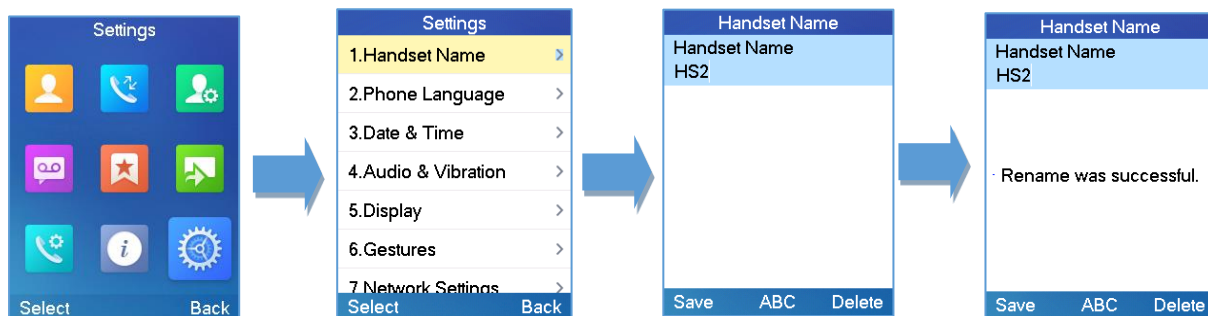 Settings
Select Back
Settings
1.Handset Name
2.Phone Language
3.Date & Time
4.Audio & Vibration
5.Display
6.Gestures
7.Network Settings
Select Back
Handset Name
Handset Name
HS2
Save ABC Delete
Handset Name
Handset Name
HS2
Rename was successful.
Save ABC Delete